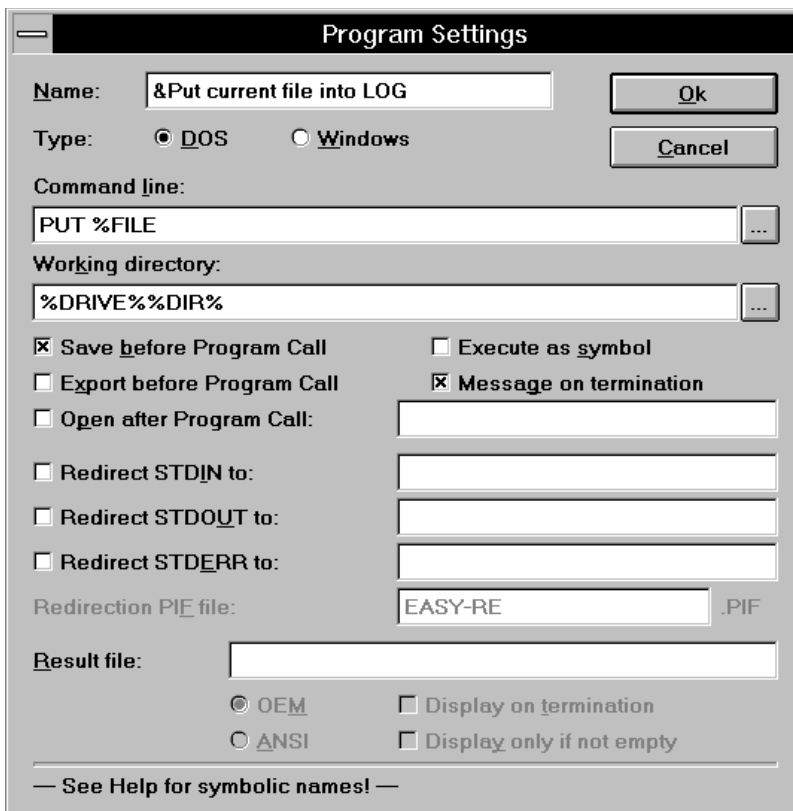 Program Settings
Name: &Put current file into LOG Ok
Type: DOS Windows Cancel
Command line:
PUT %FILE ...
Working directory:
%DRIVE%%DIR% ...
Save before Program Call Execute as symbol
Export before Program Call Message on termination
Open after Program Call:
Redirect STDIN to:
Redirect STDOUT to:
Redirect STDERR to:
Redirection PIF file: EASY-RE .PIF
Result file:
OEM Display on termination
ANSI Display only if not empty
— See Help for symbolic names! —